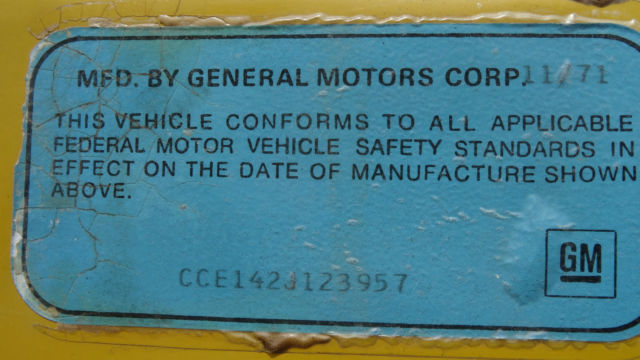 MFD. BY GENERAL MOTORS CORP. 11/71
THIS VEHICLE CONFORMS TO ALL APPLICABLE
FEDERAL MOTOR VEHICLE SAFETY STANDARDS IN
EFFECT ON THE DATE OF MANUFACTURE SHOWN
ABOVE.
GM
CCE142J123957